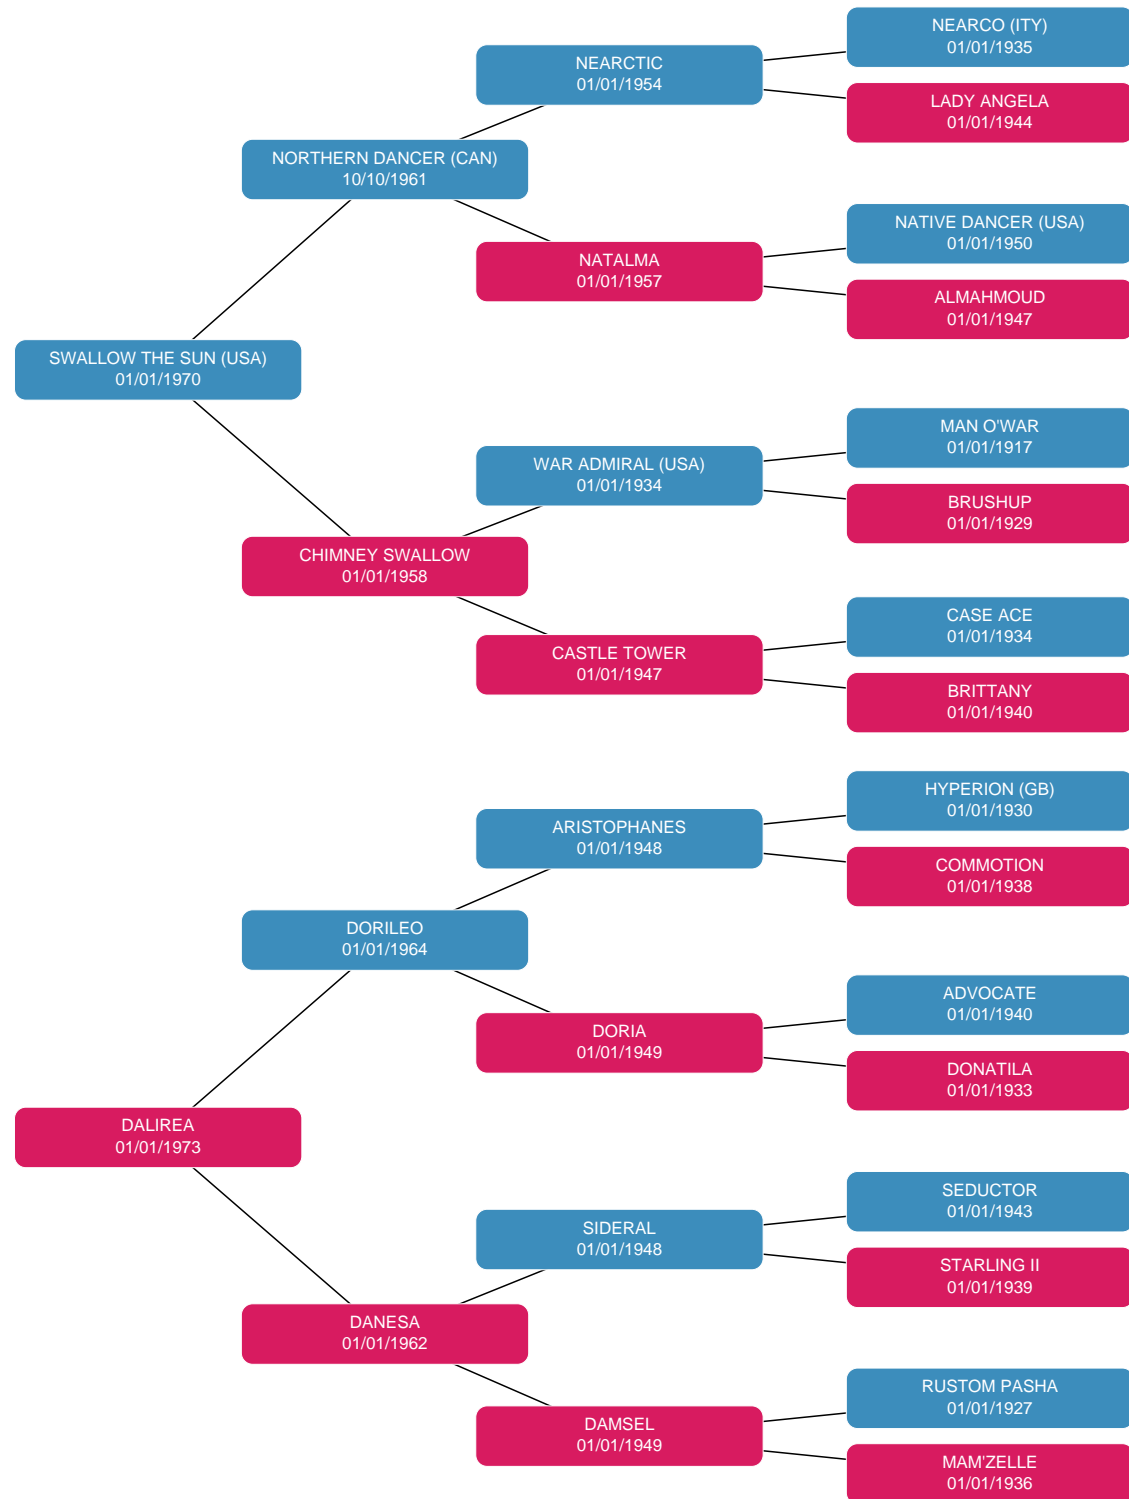 NEARCO (ITY)
01/01/1935
NEARCTIC
01/01/1954
LADY ANGELA
01/01/1944
NORTHERN DANCER (CAN)
10/10/1961
NATIVE DANCER (USA)
01/01/1950
NATALMA
01/01/1957
ALMAHMOUD
01/01/1947
SWALLOW THE SUN (USA)
01/01/1970
MAN O'WAR
01/01/1917
WAR ADMIRAL (USA)
01/01/1934
BRUSHUP
01/01/1929
CHIMNEY SWALLOW
01/01/1958
CASE ACE
01/01/1934
CASTLE TOWER
01/01/1947
BRITTANY
01/01/1940
HYPERION (GB)
01/01/1930
ARISTOPHANES
01/01/1948
COMMOTION
01/01/1938
DORILEO
01/01/1964
ADVOCATE
01/01/1940
DORIA
01/01/1949
DONATILA
01/01/1933
DALIREA
01/01/1973
SEDUCTOR
01/01/1943
SIDERAL
01/01/1948
STARLING II
01/01/1939
DANESA
01/01/1962
RUSTOM PASHA
01/01/1927
DAMSEL
01/01/1949
MAM'ZELLE
01/01/1936